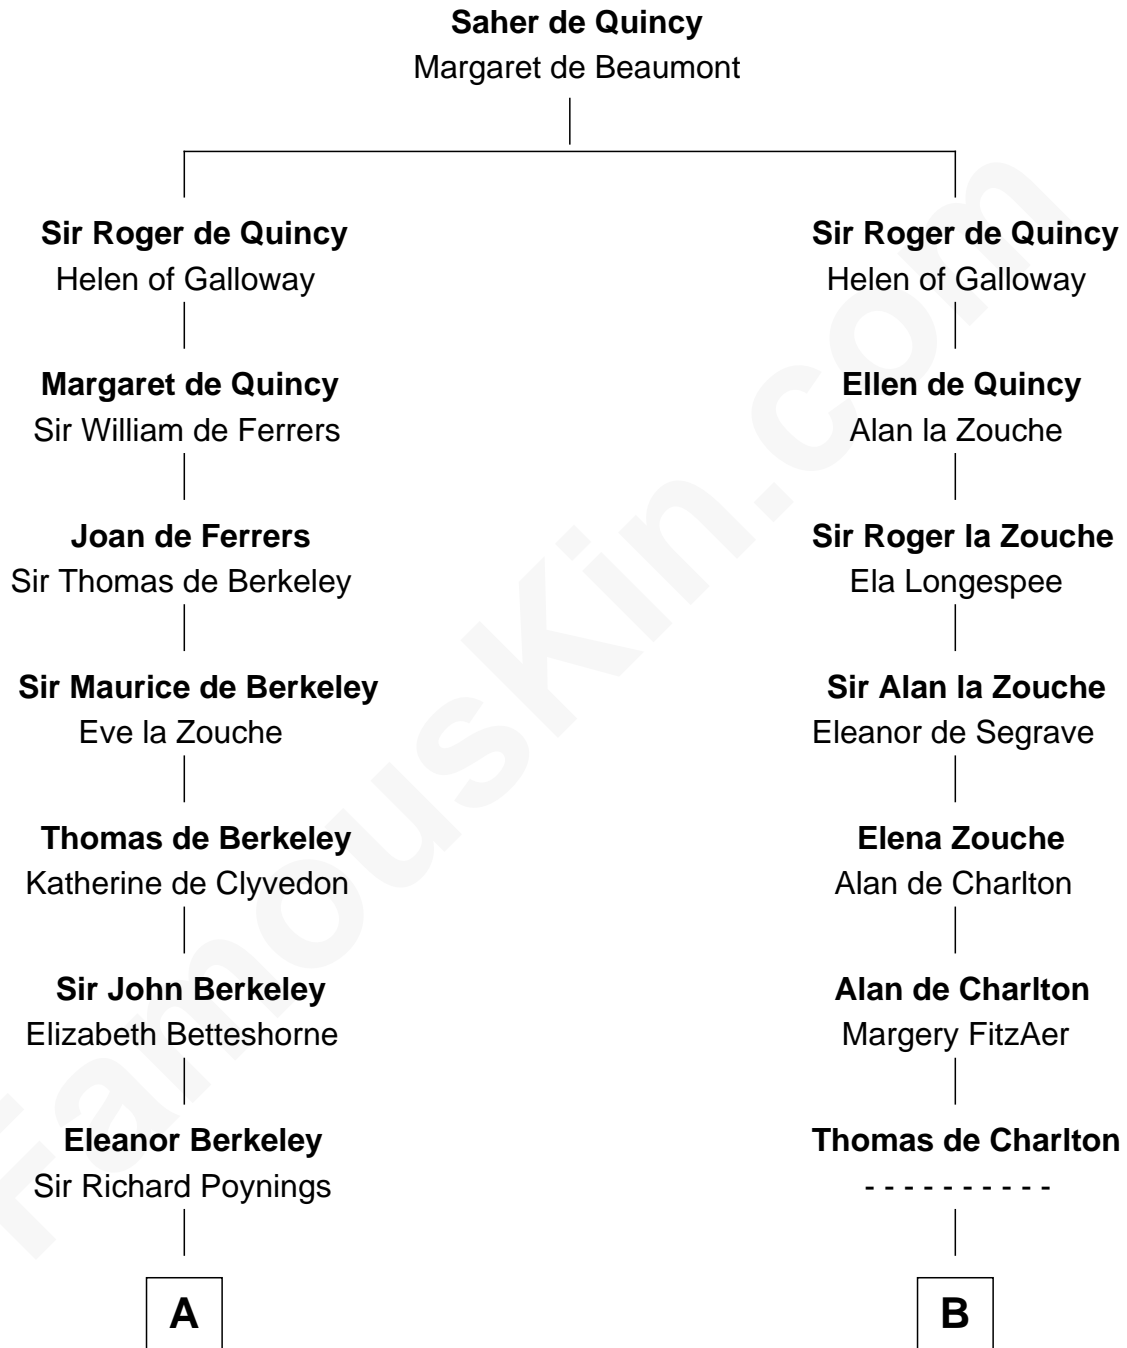 Saher de Quincy
Margaret de Beaumont
Sir Roger de Quincy
Helen of Galloway
Margaret de Quincy
Sir William de Ferrers
Joan de Ferrers
Sir Thomas de Berkeley
Sir Maurice de Berkeley
Eve la Zouche
Thomas de Berkeley
Katherine de Clyvedon
Sir John Berkeley
Elizabeth Betteshorne
Eleanor Berkeley
Sir Richard Poynings
A
Sir Roger de Quincy
Helen of Galloway
Ellen de Quincy
Alan la Zouche
Sir Roger la Zouche
Ela Longespee
Sir Alan la Zouche
Eleanor de Segrave
Elena Zouche
Alan de Charlton
Alan de Charlton
Margery FitzAer
Thomas de Charlton
- - - - - - - - - -
B
FamousKin.com